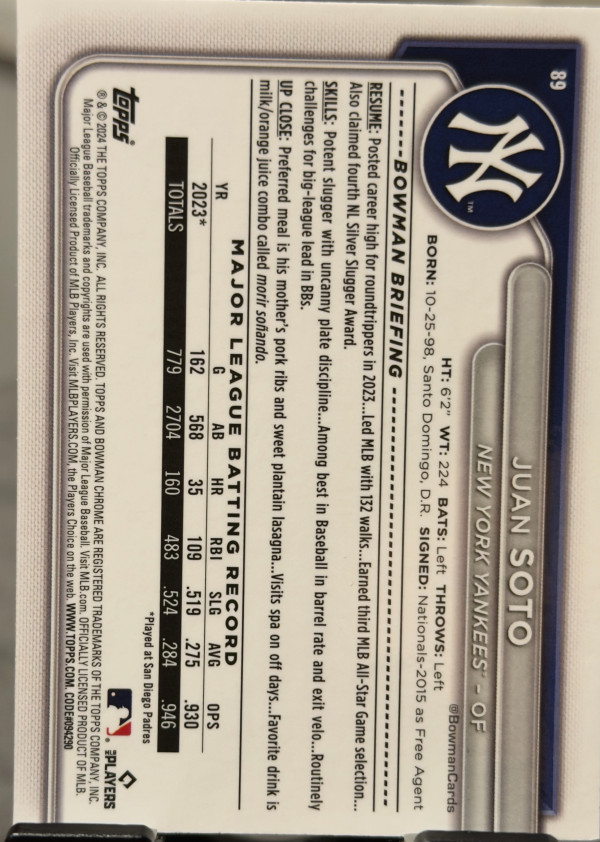 89
JUAN SOTO
NEW YORK YANKEES® - OF
NY
TM
@BowmanCards
HT: 6'2" WT: 224 BATS: Left THROWS: Left
BORN: 10-25-98, Santo Domingo, D.R. SIGNED: Nationals-2015 as Free Agent
BOWMAN BRIEFING
RESUME: Posted career high for roundtrippers in 2023...Led MLB with 132 walks...Earned third MLB All-Star Game selection...
Also claimed fourth NL Silver Slugger Award.
SKILLS: Potent slugger with uncanny plate discipline...Among best in Baseball in barrel rate and exit velo...Routinely
challenges for big-league lead in BBs.
UP CLOSE: Preferred meal is his mother's pork ribs and sweet plantain lasagna...Visits spa on off days...Favorite drink is
milk/orange juice combo called morir soñando.
MAJOR LEAGUE BATTING RECORD
YR G AB HR RBI SLG AVG OPS
2023* 162 568 35 109 .519 .275 .930
TOTALS 779 2704 160 483 .524 .284 .946
*Played at San Diego Padres
topps®
MLB PLAYERS
® & © 2024 THE TOPPS COMPANY, INC. ALL RIGHTS RESERVED. TOPPS AND BOWMAN CHROME ARE REGISTERED TRADEMARKS OF THE TOPPS COMPANY, INC.
Major League Baseball trademarks and copyrights are used with permission of Major League Baseball. Visit MLB.com. OFFICIALLY LICENSED PRODUCT OF MLB.
Officially Licensed Product of MLB Players, Inc. Visit MLBPLAYERS.COM, the Players Choice on the web. WWW.TOPPS.COM. CODE#094290